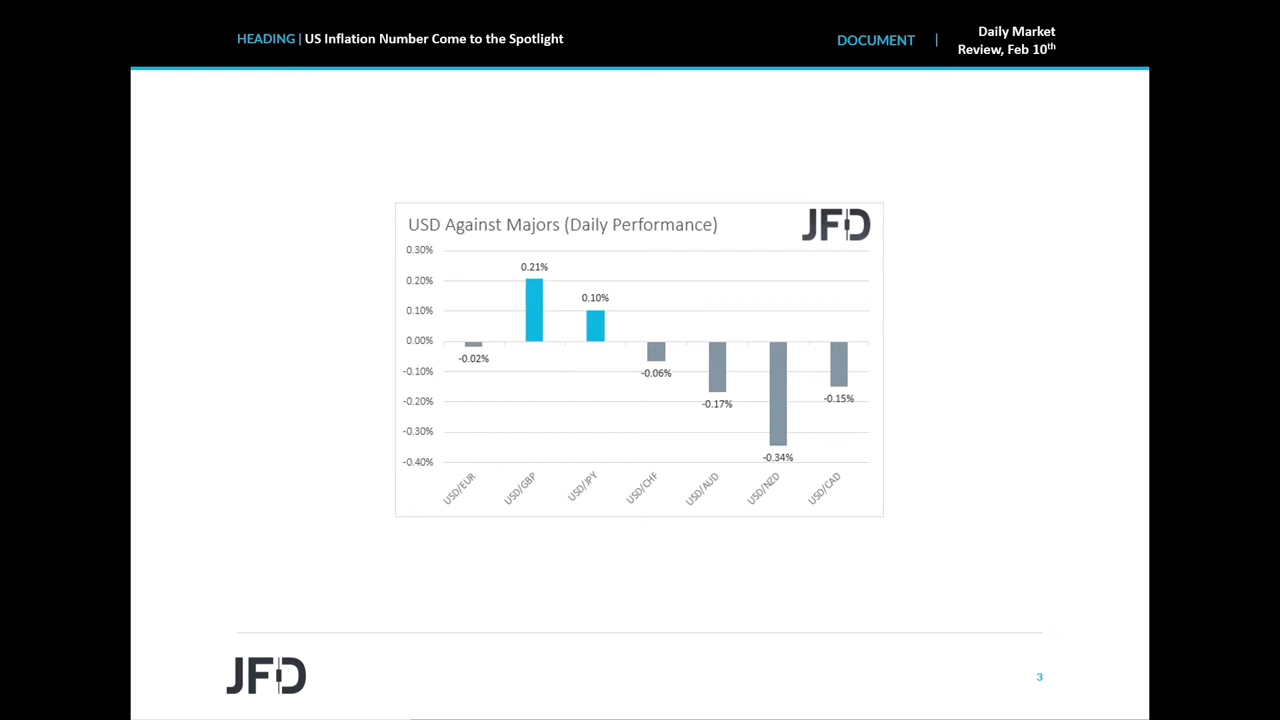 HEADING | US Inflation Number Come to the Spotlight
DOCUMENT |
Daily Market
Review, Feb 10th
USD Against Majors (Daily Performance)
JFD
0.30%
0.20%
0.10%
0.00%
-0.10%
-0.20%
-0.30%
-0.40%
-0.02%
0.21%
0.10%
-0.06%
-0.17%
-0.34%
-0.15%
USD/EUR
USD/GBP
USD/JPY
USD/CHF
USD/AUD
USD/NZD
USD/CAD
JFD
3